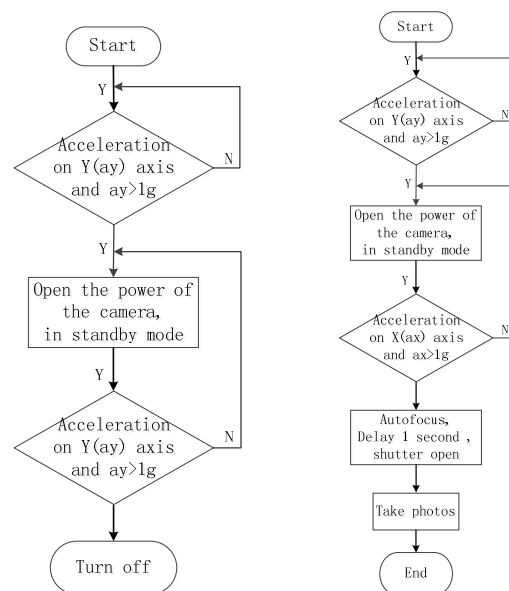 Start
Y
Acceleration
on Y(ay) axis
and ay>1g
N
Y
Open the power of
the camera,
in standby mode
Y
Acceleration
on Y(ay) axis
and ay>1g
N
Turn off
Start
Y
Acceleration
on Y(ay) axis
and ay>1g
N
Y
Open the power of
the camera,
in standby mode
Y
Acceleration
on X(ax) axis
and ax>1g
N
Autofocus,
Delay 1 second ,
shutter open
Take photos
End